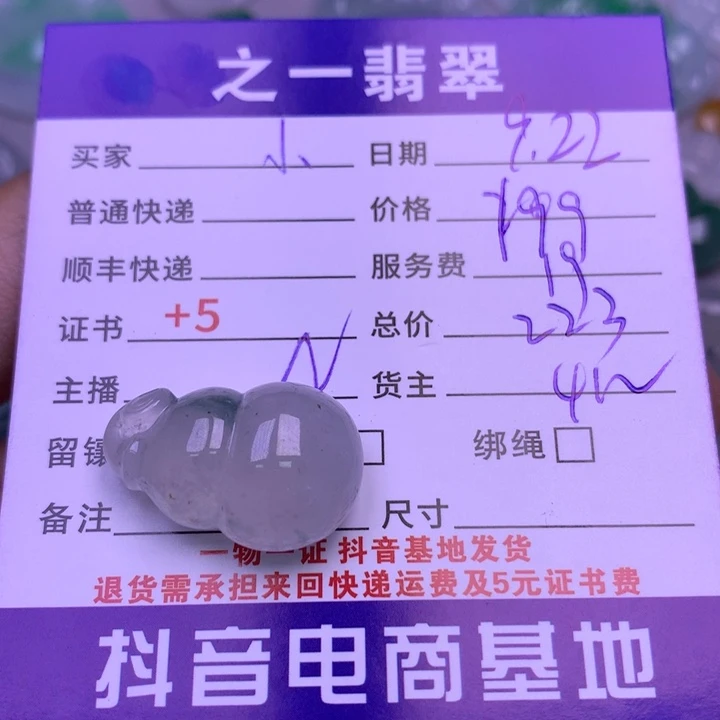 之一翡翠
买家 小 日期 9.22
普通快递 价格 199
顺丰快递 服务费 19
证书 +5 总价 223
主播 N 货主
留镶 绑绳
备注 尺寸
一物一证 抖音基地发货
退货需承担来回快递运费及5元证书费
抖音电商基地